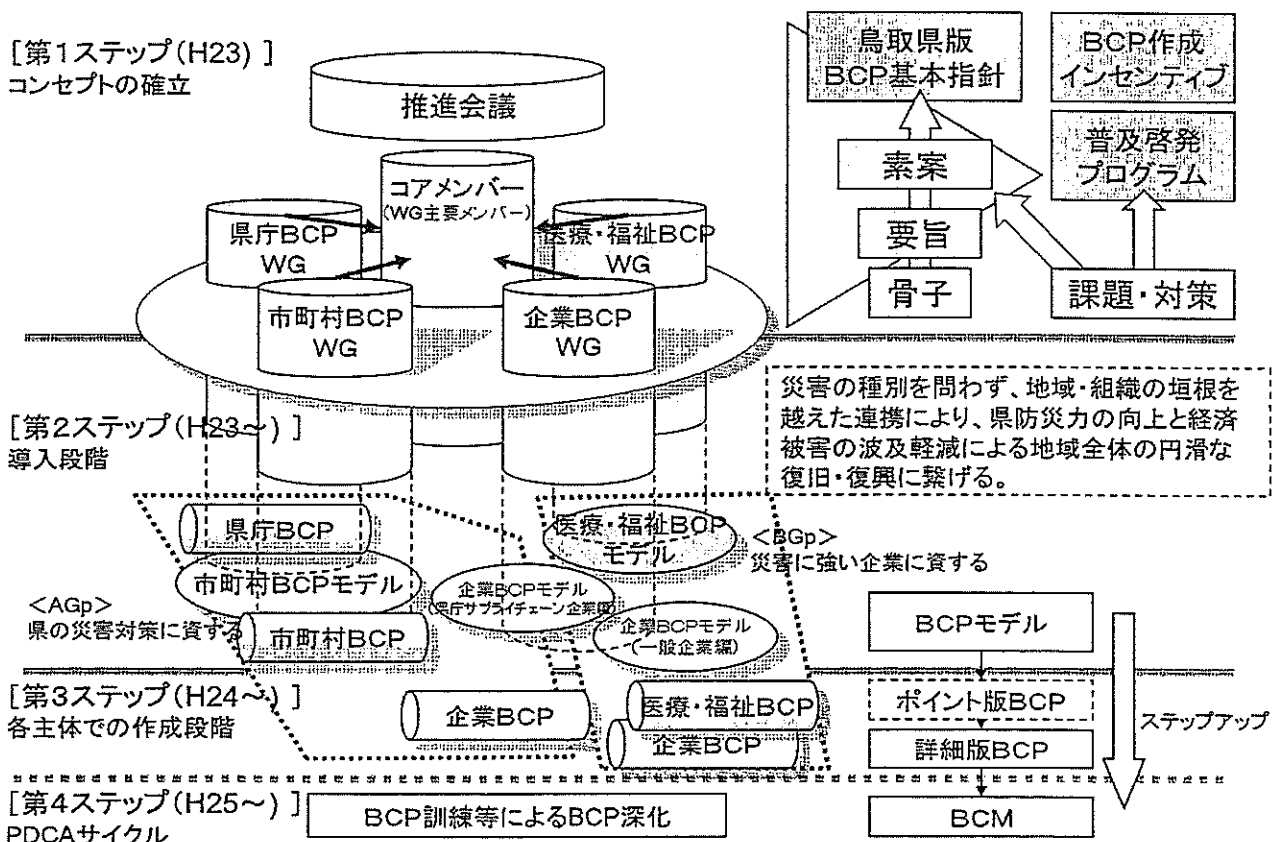 [第1ステップ(H23) ]
コンセプトの確立
推進会議
コアメンバー
(WG主要メンバー)
県庁BCP
WG
医療・福祉BCP
WG
市町村BCP
WG
企業BCP
WG
鳥取県版
BCP基本指針
BCP作成
インセンティブ
素案
普及啓発
プログラム
要旨
骨子
課題・対策
[第2ステップ(H23~) ]
導入段階
災害の種別を問わず、地域・組織の垣根を
越えた連携により、県防災力の向上と経済
被害の波及軽減による地域全体の円滑な
復旧・復興に繋げる。
県庁BCP
市町村BCPモデル
市町村BCP
<AGp>
県の災害対策に資する
企業BCPモデル
(県庁サプライチェーン企業編)
医療・福祉BCP
モデル
<BGp>
災害に強い企業に資する
企業BCPモデル
(一般企業編)
BCPモデル
[第3ステップ(H24~) ]
各主体での作成段階
企業BCP
医療・福祉BCP
企業BCP
ポイント版BCP
詳細版BCP
ステップアップ
[第4ステップ(H25~) ]
PDCAサイクル
BCP訓練等によるBCP深化
BCM